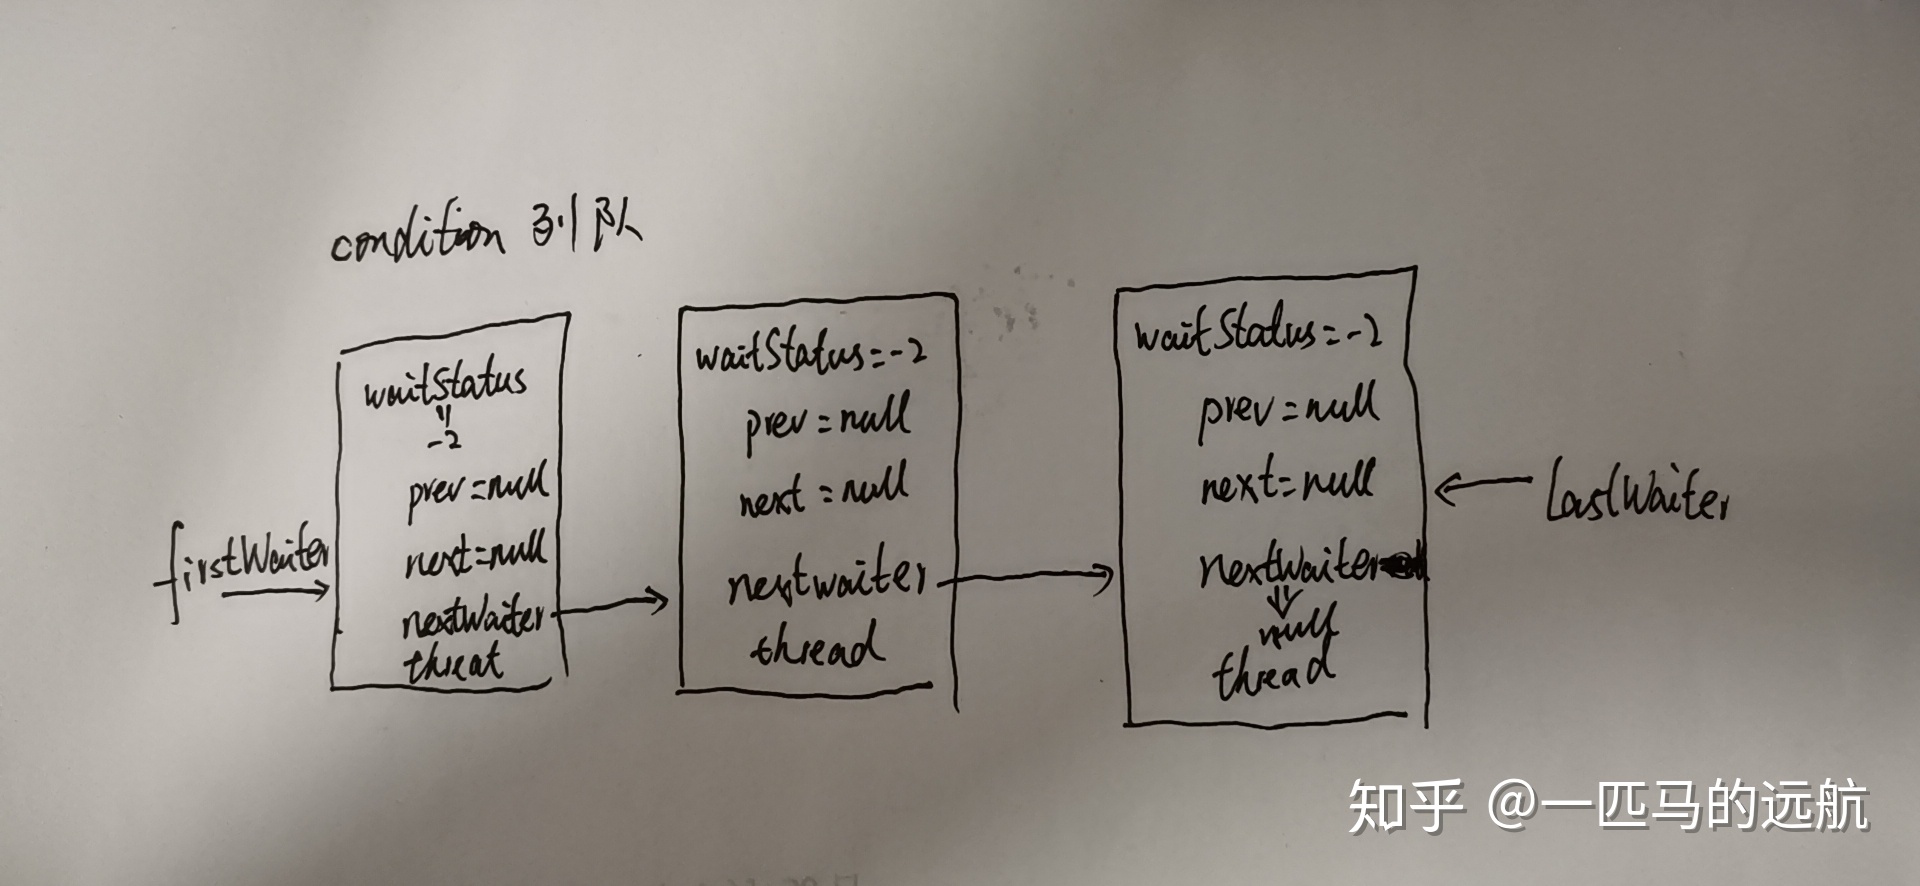 condition 列队
firstWaiter
waitStatus
=
-2
prev=null
next=null
nextWaiter
threat
waitStatus=-2
prev=null
next=null
nextwaiter
thread
waitStatus=-2
prev=null
next=null
nextWaiter
null
thread
lastWaiter
知乎 @一匹马的远航